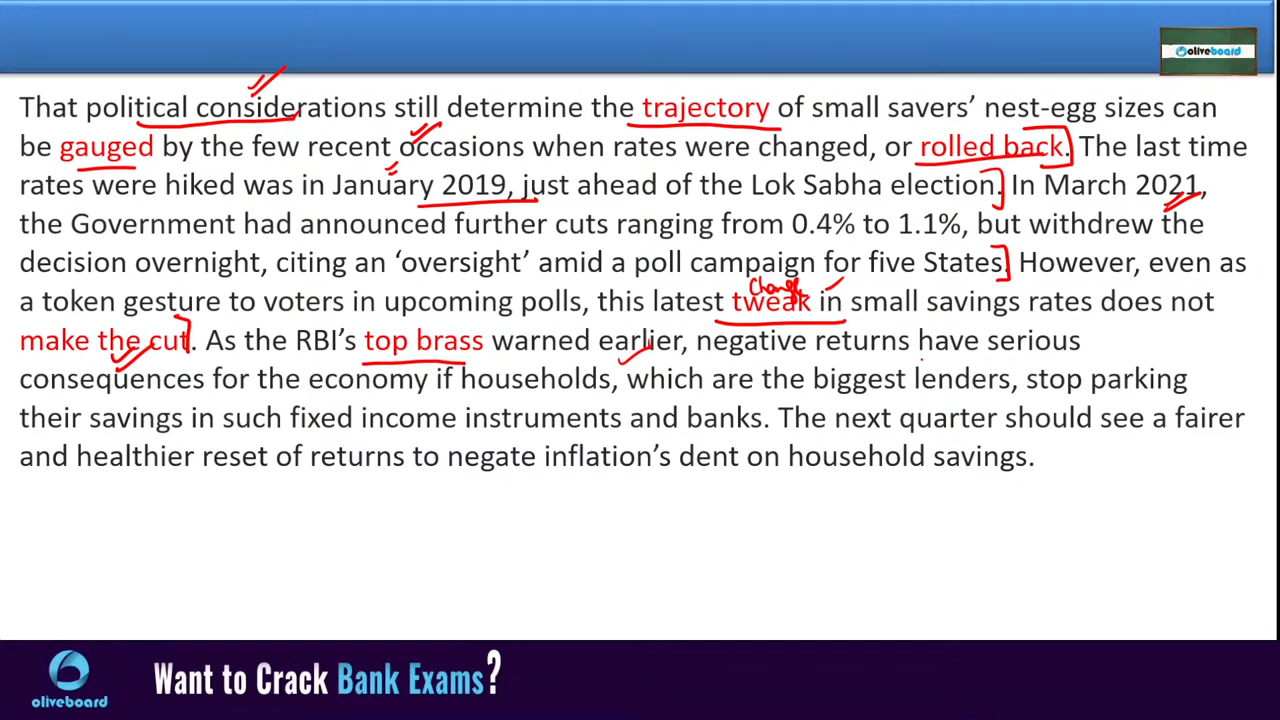 oliveboard
That political considerations still determine the trajectory of small savers' nest-egg sizes can
be gauged by the few recent occasions when rates were changed, or rolled back. The last time
rates were hiked was in January 2019, just ahead of the Lok Sabha election. In March 2021,
the Government had announced further cuts ranging from 0.4% to 1.1%, but withdrew the
decision overnight, citing an ‘oversight’ amid a poll campaign for five States. However, even as
Change
a token gesture to voters in upcoming polls, this latest tweak in small savings rates does not
make the cut. As the RBI's top brass warned earlier, negative returns have serious
consequences for the economy if households, which are the biggest lenders, stop parking
their savings in such fixed income instruments and banks. The next quarter should see a fairer
and healthier reset of returns to negate inflation's dent on household savings.
oliveboard
Want to Crack Bank Exams?